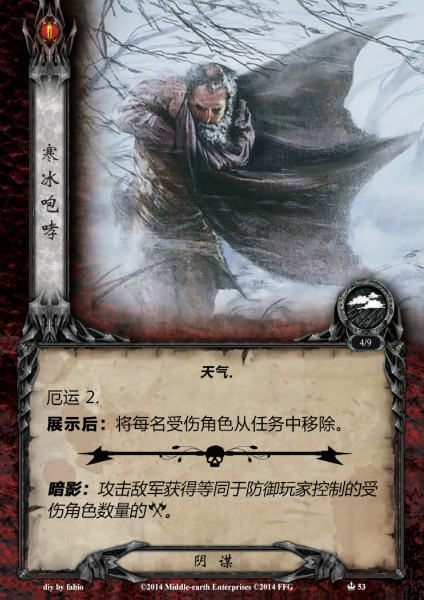 寒冰咆哮
4/9
天气.
厄运 2.
展示后：将每名受伤角色从任务中移除。
暗影：攻击敌军获得等同于防御玩家控制的受
伤角色数量的。
阴谋
diy by fabio ©2014 Middle-earth Enterprises ©2014 FFG 53